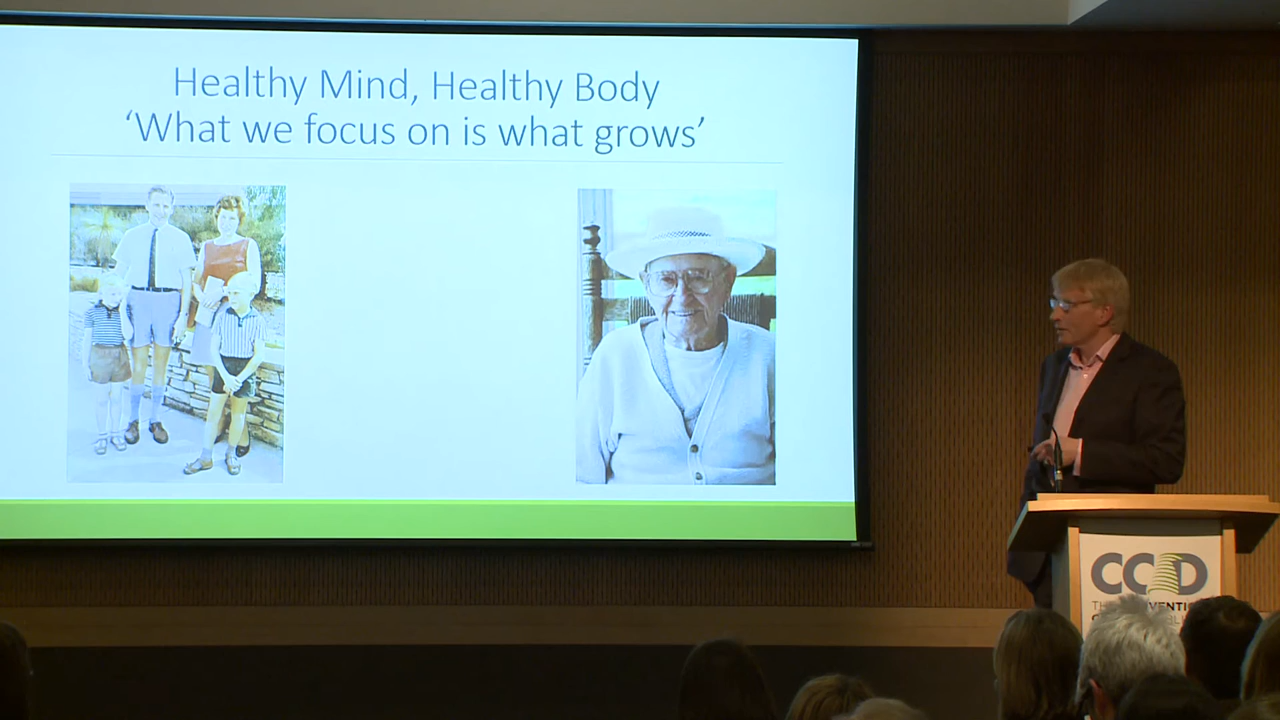 Healthy Mind, Healthy Body
‘What we focus on is what grows’
CCD